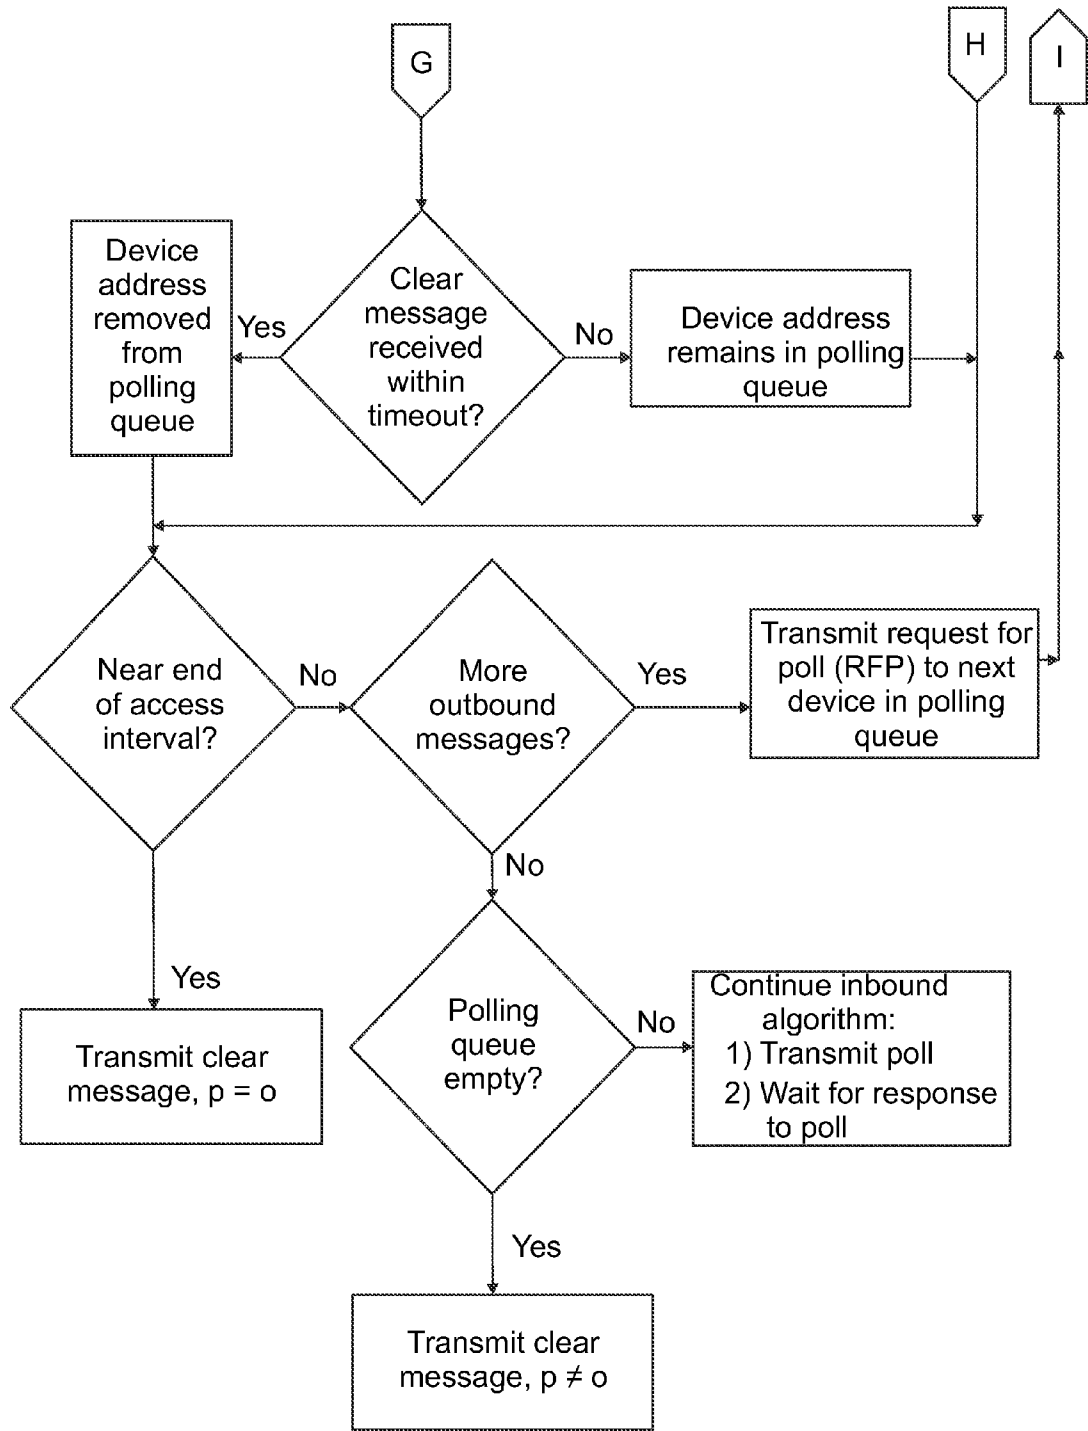 G
H
I
Device
address
removed
from
polling
queue
Yes
Clear
message
received
within
timeout?
No
Device address
remains in polling
queue
Near end
of access
interval?
No
More
outbound
messages?
Yes
Transmit request for
poll (RFP) to next
device in polling
queue
No
Yes
Transmit clear
message, p = o
Polling
queue
empty?
No
Continue inbound
algorithm:
1) Transmit poll
2) Wait for response
to poll
Yes
Transmit clear
message, p ≠ o